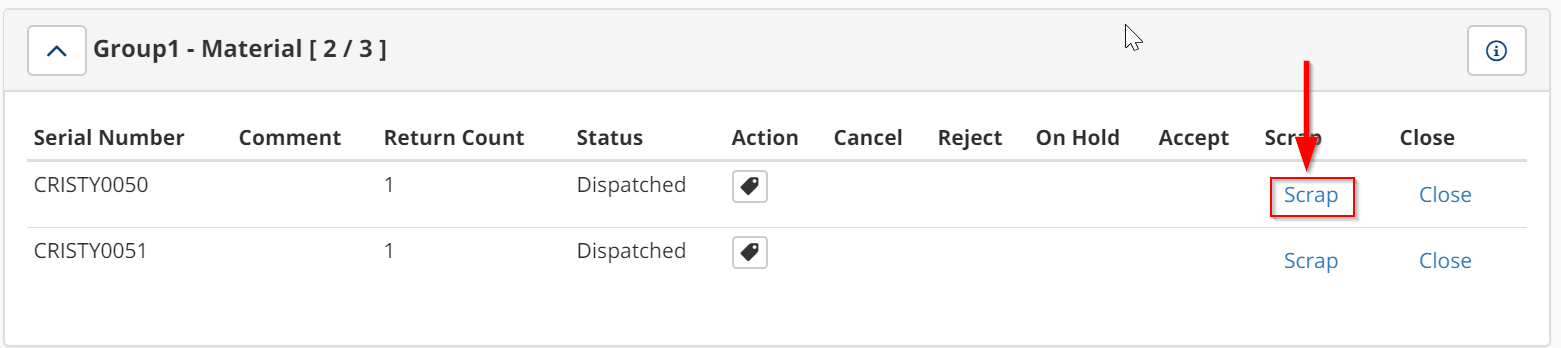 Group1 - Material [ 2 / 3 ]
Serial Number Comment Return Count Status Action Cancel Reject On Hold Accept Scrap Close
CRISTY0050 1 Dispatched Scrap Close
CRISTY0051 1 Dispatched Scrap Close